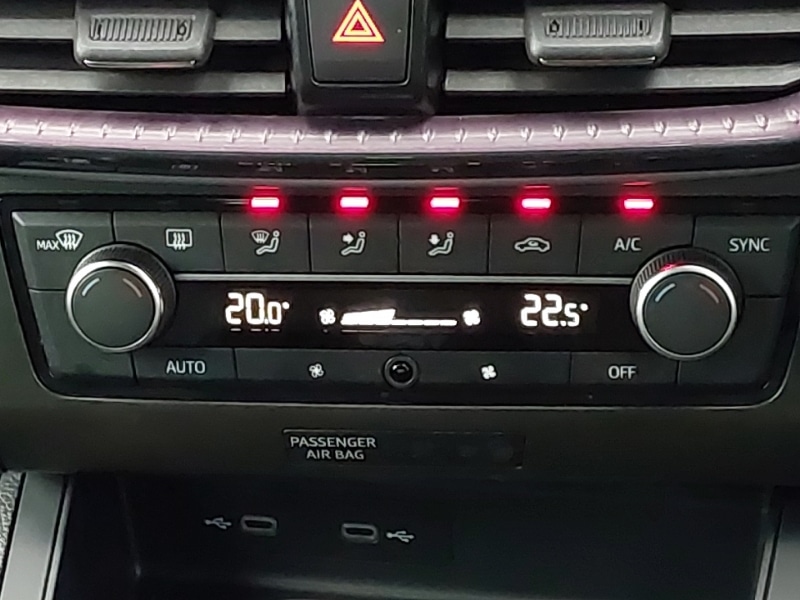 MAX
A/C
SYNC
20.0°
22.5°
AUTO
OFF
PASSENGER
AIR BAG